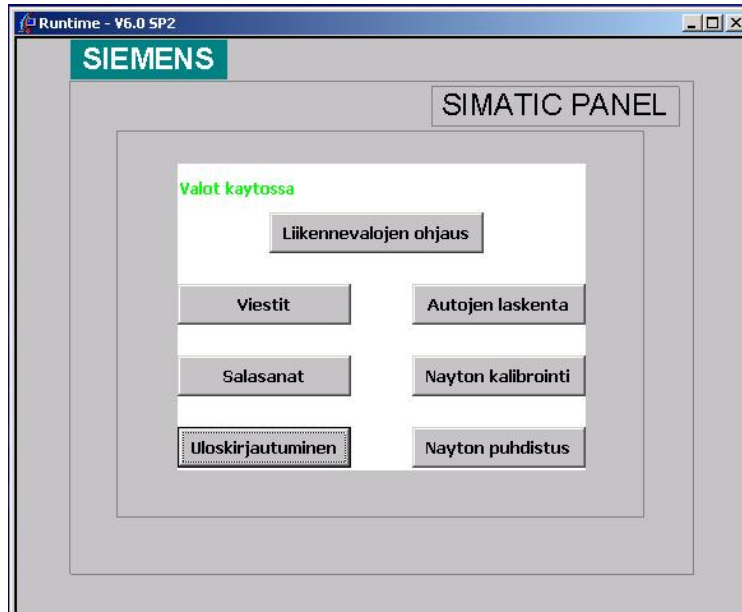 Runtime - V6.0 SP2
SIEMENS
SIMATIC PANEL
Valot kaytossa
Liikennevalojen ohjaus
Viestit
Autojen laskenta
Salasanat
Nayton kalibrointi
Uloskirjautuminen
Nayton puhdistus